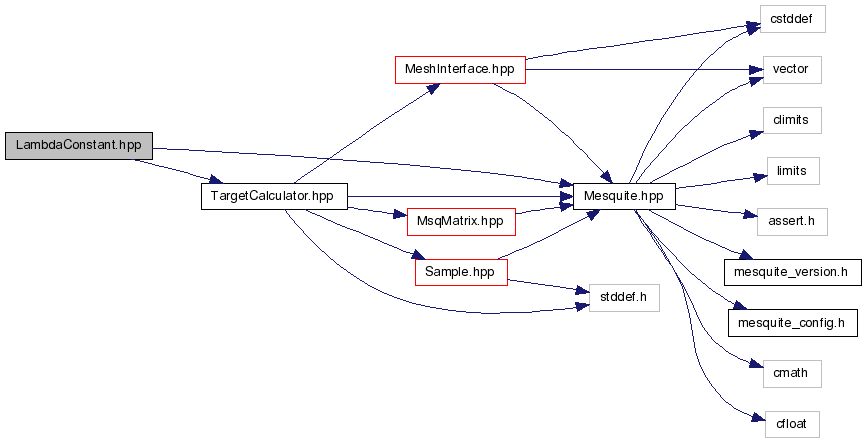 cstddef
MeshInterface.hpp
vector
climits
LambdaConstant.hpp
limits
TargetCalculator.hpp
Mesquite.hpp
MsqMatrix.hpp
assert.h
Sample.hpp
mesquite_version.h
stddef.h
mesquite_config.h
cmath
cfloat